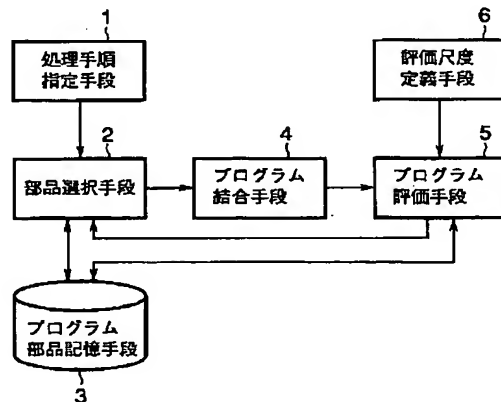 1
処理手順
指定手段
6
評価尺度
定義手段
2
部品選択手段
4
プログラム
結合手段
5
プログラム
評価手段
プログラム
部品記憶手段
3